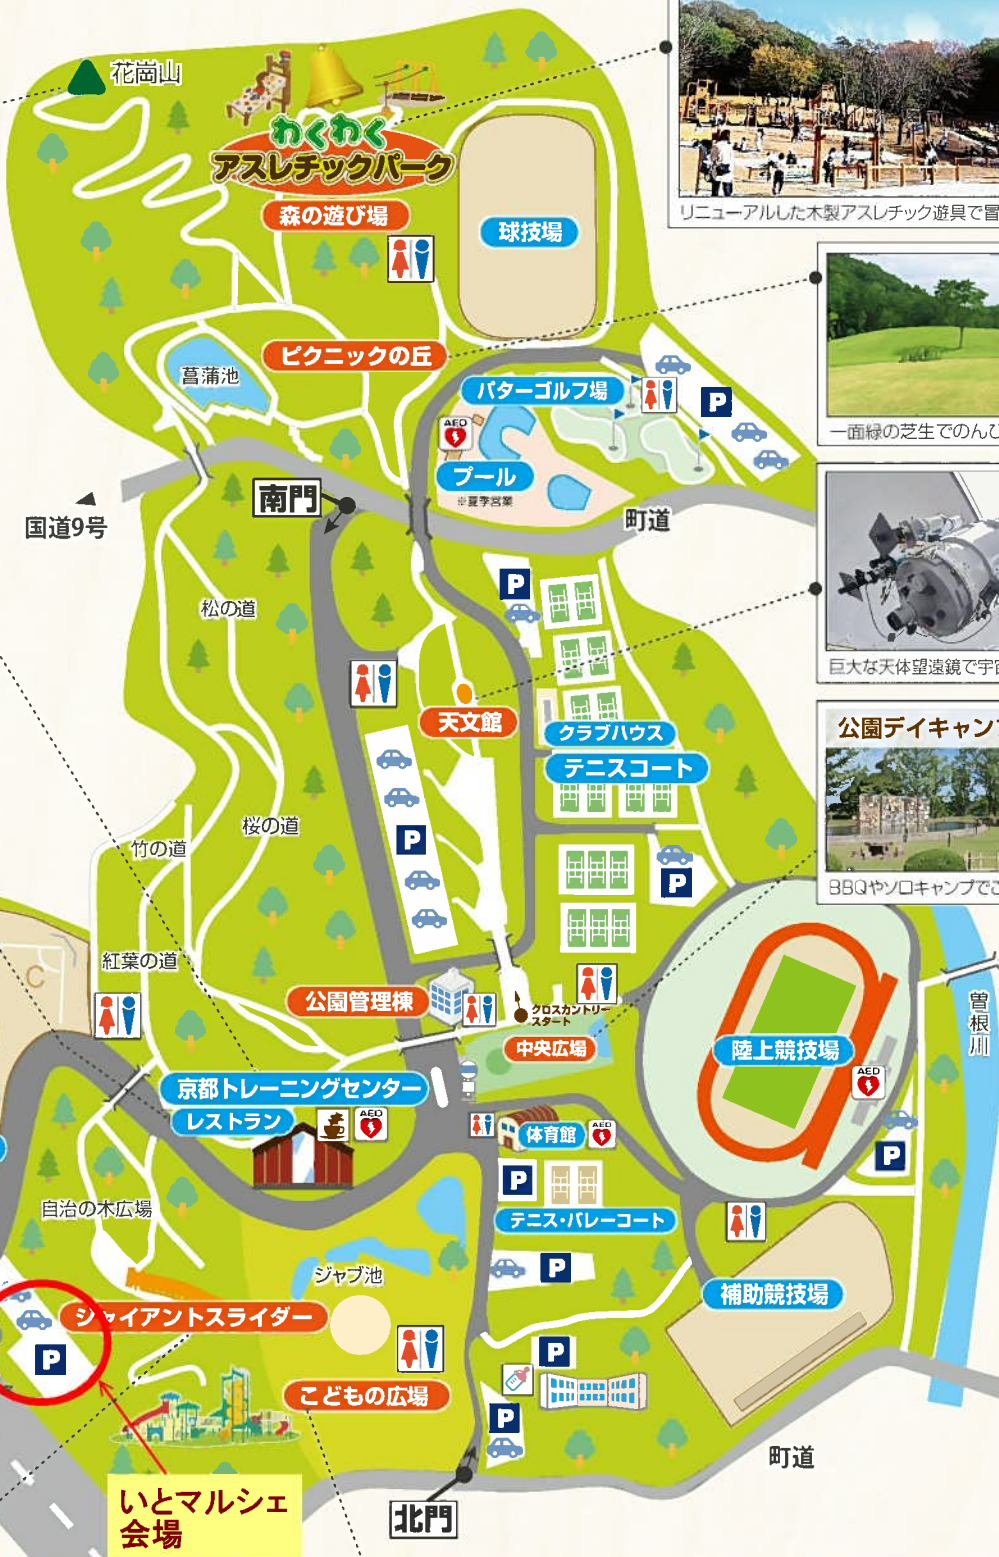 花岡山
わくわく
アスレチックパーク
森の遊び場
球技場
リニューアルした木製アスレチック遊具で冒
ピクニックの丘
菖蒲池
パターゴルフ場
P
AED
プール
※夏季営業
一面緑の芝生でのんび
南門
国道9号
町道
P
松の道
巨大な天体望遠鏡で宇宙
天文館
クラブハウス
テニスコート
公園デイキャンプ
桜の道
竹の道
P
P
BBQやソロキャンプでご
紅葉の道
C
公園管理棟
クロスカントリー
スタート
中央広場
曽根川
陸上競技場
AED
京都トレーニングセンター
レストラン
AED
体育館
AED
P
P
自治の木広場
テニス・バレーコート
P
ジャブ池
補助競技場
ジャイアントスライダー
P
P
こどもの広場
P
町道
いとマルシェ
会場
北門